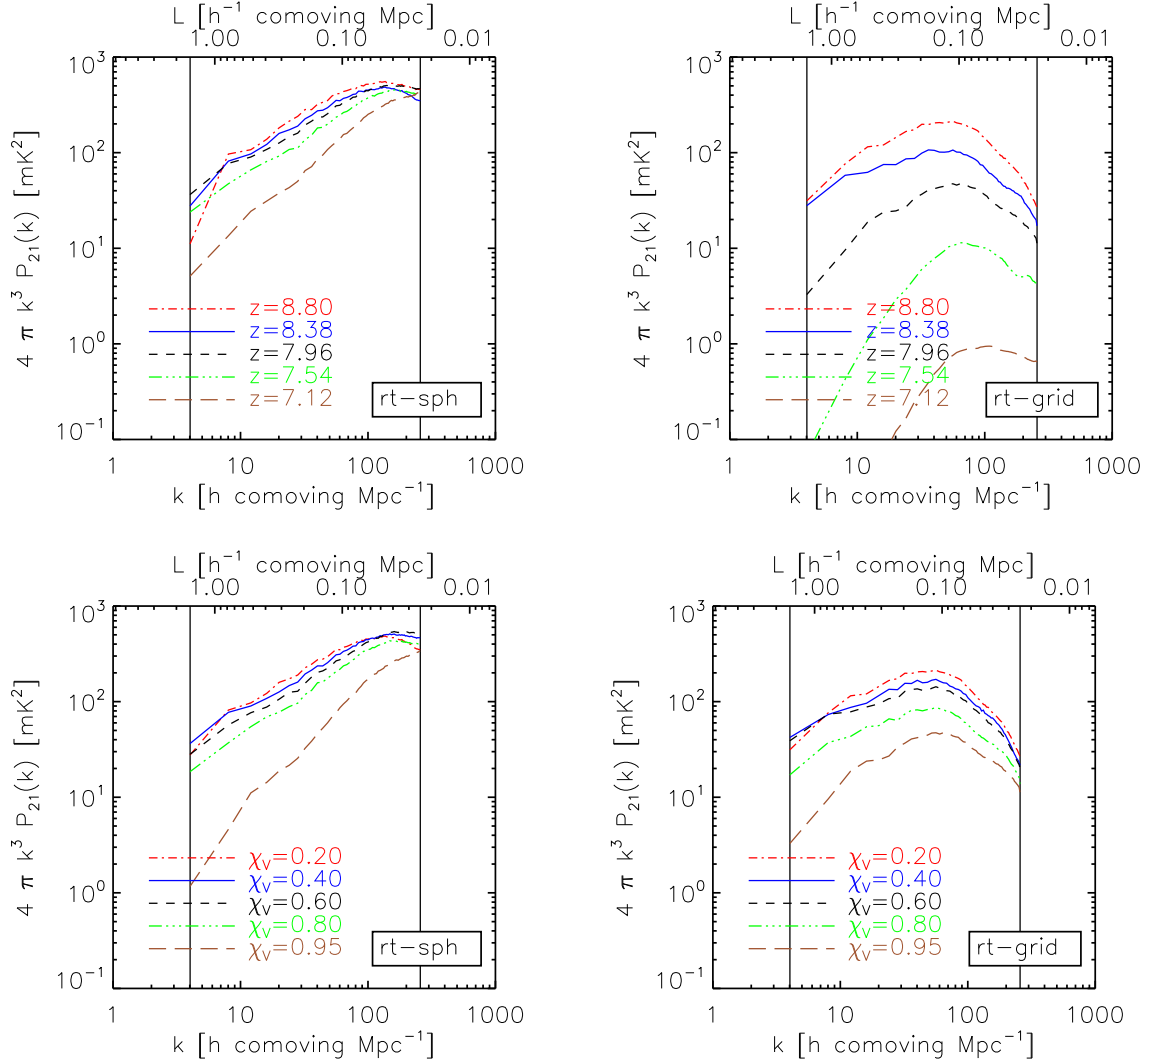 L [h⁻¹ comoving Mpc]
1.00 0.10 0.01
10³
10²
10¹
10⁰
10⁻¹
4 π k³ P₂₁(k) [mK²]
z=8.80
z=8.38
z=7.96
z=7.54
z=7.12
rt-sph
1 10 100 1000
k [h comoving Mpc⁻¹]
L [h⁻¹ comoving Mpc]
1.00 0.10 0.01
10³
10²
10¹
10⁰
10⁻¹
4 π k³ P₂₁(k) [mK²]
z=8.80
z=8.38
z=7.96
z=7.54
z=7.12
rt-grid
1 10 100 1000
k [h comoving Mpc⁻¹]
L [h⁻¹ comoving Mpc]
1.00 0.10 0.01
10³
10²
10¹
10⁰
10⁻¹
4 π k³ P₂₁(k) [mK²]
χᵥ=0.20
χᵥ=0.40
χᵥ=0.60
χᵥ=0.80
χᵥ=0.95
rt-sph
1 10 100 1000
k [h comoving Mpc⁻¹]
L [h⁻¹ comoving Mpc]
1.00 0.10 0.01
10³
10²
10¹
10⁰
10⁻¹
4 π k³ P₂₁(k) [mK²]
χᵥ=0.20
χᵥ=0.40
χᵥ=0.60
χᵥ=0.80
χᵥ=0.95
rt-grid
1 10 100 1000
k [h comoving Mpc⁻¹]